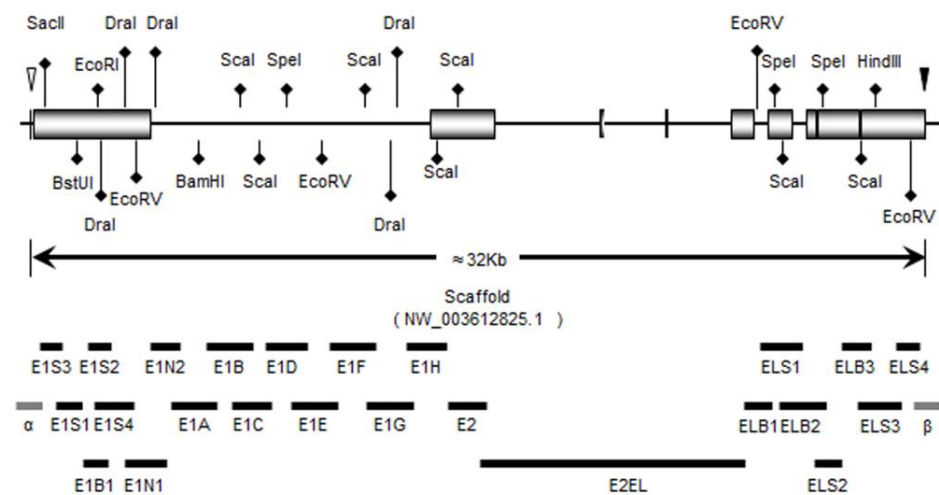 SacII DraI DraI DraI EcoRV
EcoRI ScaI SpeI ScaI ScaI SpeI SpeI HindIII
BstUI EcoRV BamHI ScaI EcoRV ScaI ScaI ScaI
DraI DraI EcoRV
≈32Kb
Scaffold
( NW_003612825.1 )
E1S3 E1S2 E1N2 E1B E1D E1F E1H ELS1 ELB3 ELS4
α E1S1 E1S4 E1A E1C E1E E1G E2 ELB1 ELB2 ELS3 β
E1B1 E1N1 E2EL ELS2